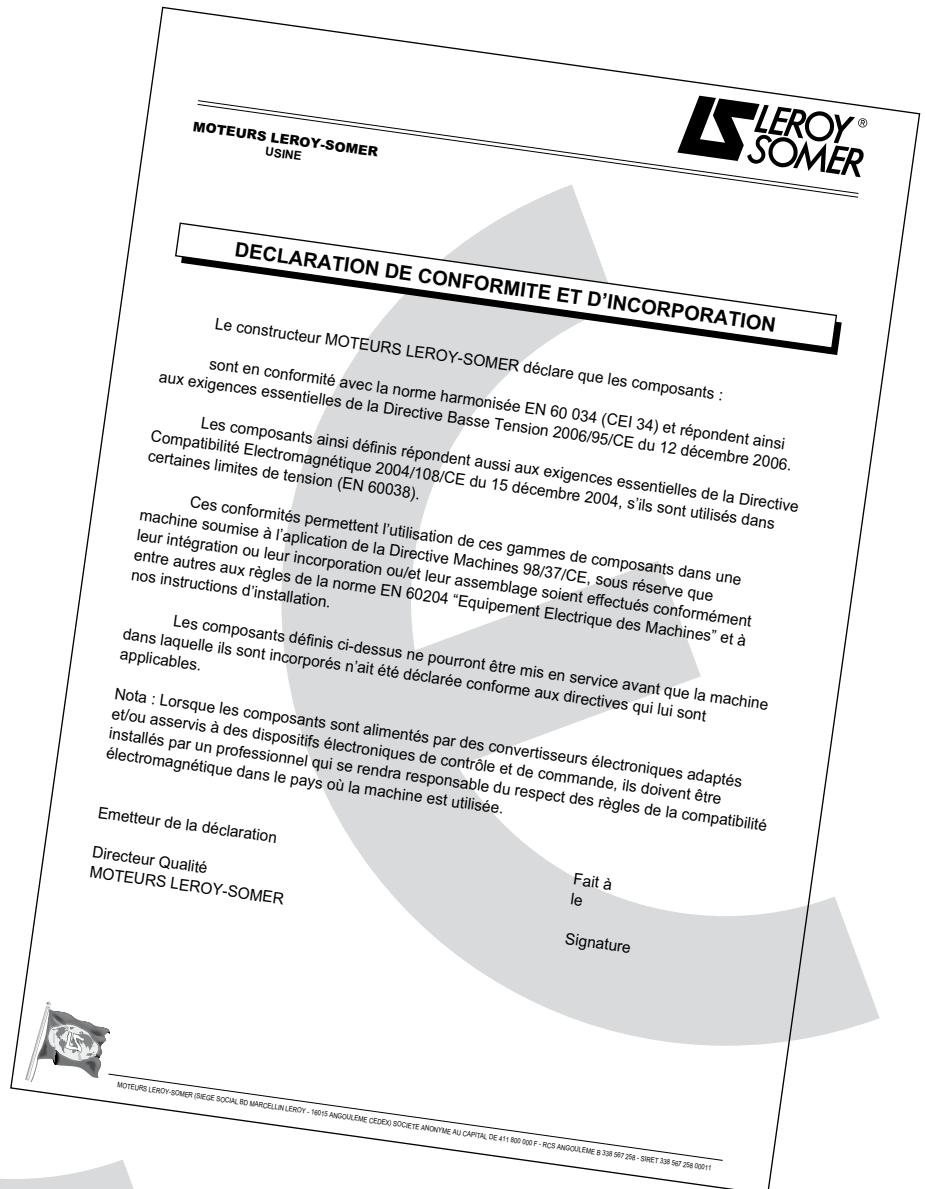 LEROY®
SOMER
MOTEURS LEROY-SOMER
USINE
DECLARATION DE CONFORMITE ET D’INCORPORATION
Le constructeur MOTEURS LEROY-SOMER déclare que les composants :
sont en conformité avec la norme harmonisée EN 60 034 (CEI 34) et répondent ainsi
aux exigences essentielles de la Directive Basse Tension 2006/95/CE du 12 décembre 2006.
Les composants ainsi définis répondent aussi aux exigences essentielles de la Directive
Compatibilité Electromagnétique 2004/108/CE du 15 décembre 2004, s’ils sont utilisés dans
certaines limites de tension (EN 60038).
Ces conformités permettent l’utilisation de ces gammes de composants dans une
machine soumise à l’aplication de la Directive Machines 98/37/CE, sous réserve que
leur intégration ou leur incorporation ou/et leur assemblage soient effectués conformément
entre autres aux règles de la norme EN 60204 “Equipement Electrique des Machines” et à
nos instructions d’installation.
Les composants définis ci-dessus ne pourront être mis en service avant que la machine
dans laquelle ils sont incorporés n’ait été déclarée conforme aux directives qui lui sont
applicables.
Nota : Lorsque les composants sont alimentés par des convertisseurs électroniques adaptés
et/ou asservis à des dispositifs électroniques de contrôle et de commande, ils doivent être
installés par un professionnel qui se rendra responsable du respect des règles de la compatibilité
électromagnétique dans le pays où la machine est utilisée.
Emetteur de la déclaration
Directeur Qualité
MOTEURS LEROY-SOMER
Fait à
le
Signature
MOTEURS LEROY-SOMER (SIEGE SOCIAL BD MARCELLIN LEROY - 16015 ANGOULEME CEDEX) SOCIETE ANONYME AU CAPITAL DE 411 800 000 F - RCS ANGOULEME B 338 567 258 - SIRET 338 567 258 00011